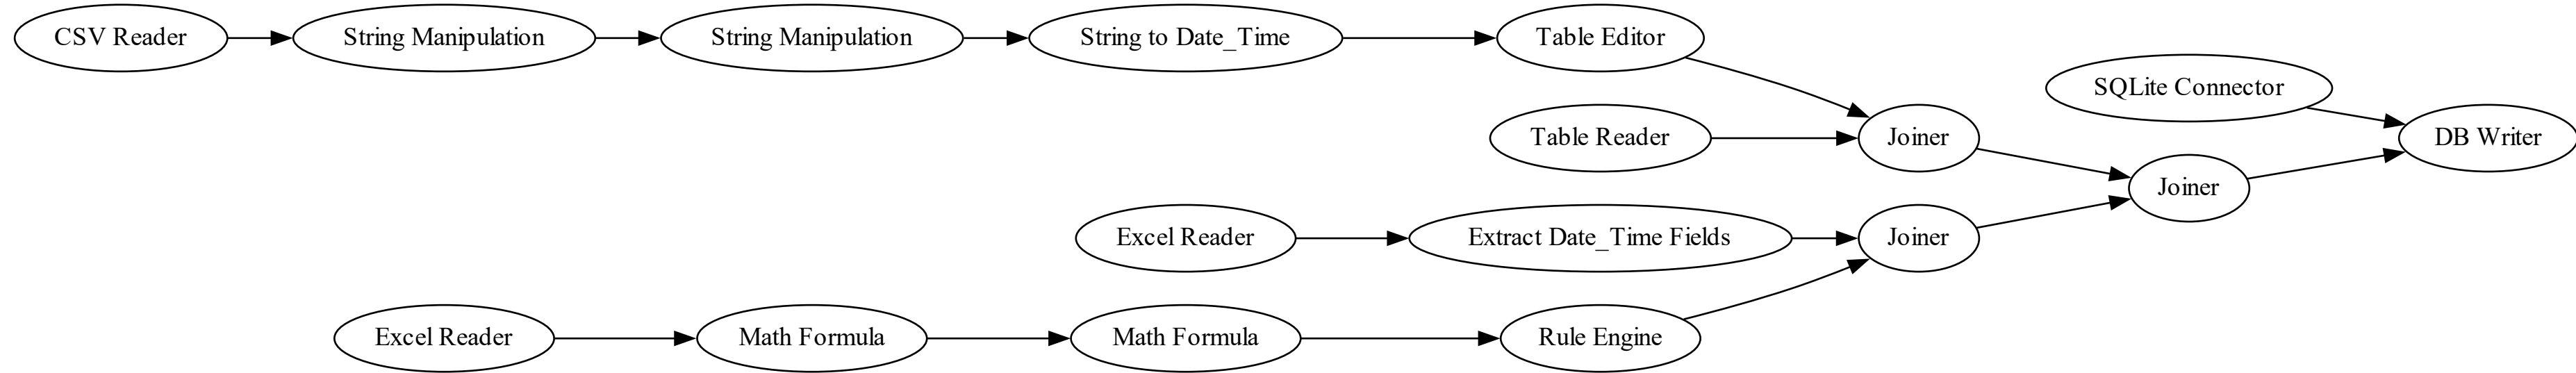 CSV Reader
String Manipulation
String Manipulation
String to Date_Time
Table Editor
SQLite Connector
Table Reader
Joiner
DB Writer
Joiner
Excel Reader
Extract Date_Time Fields
Joiner
Excel Reader
Math Formula
Math Formula
Rule Engine